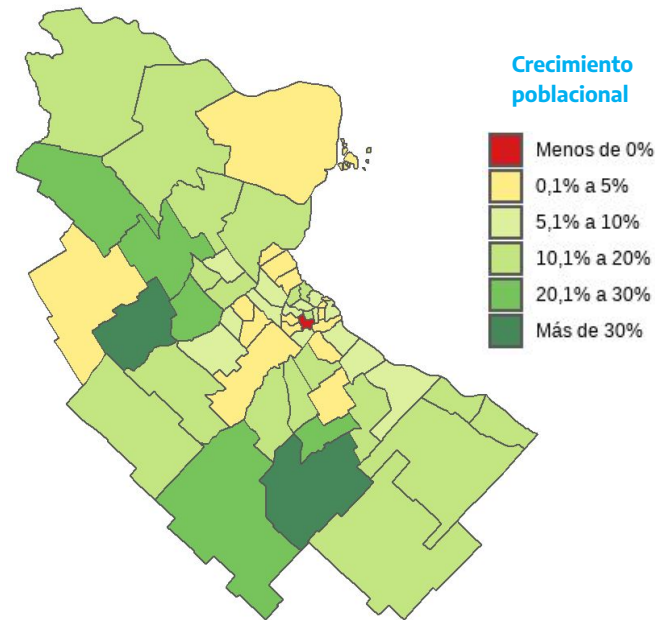 Crecimiento
poblacional
Menos de 0%
0,1% a 5%
5,1% a 10%
10,1% a 20%
20,1% a 30%
Más de 30%